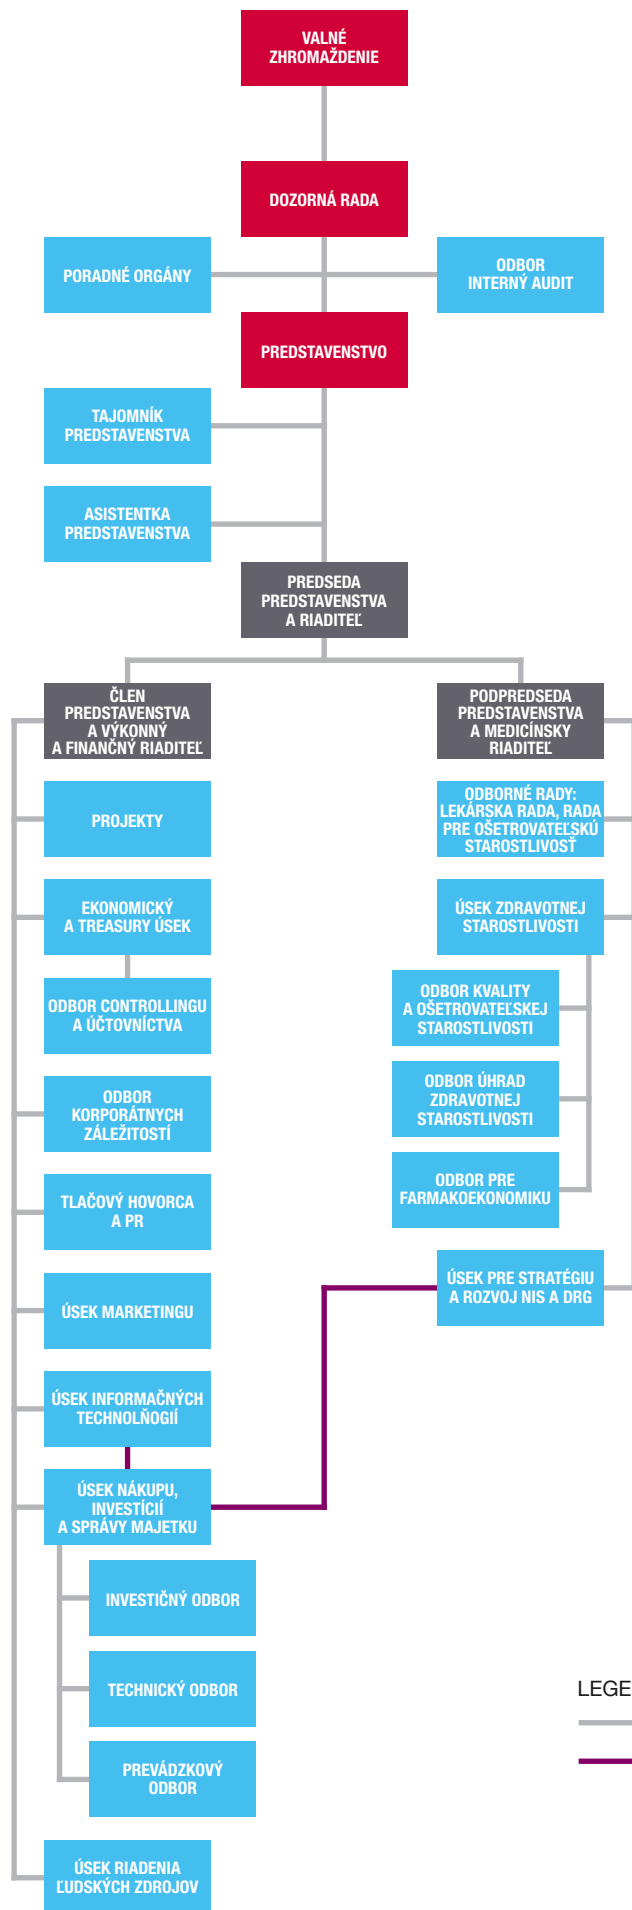 VALNÉ
ZHROMAŽDENIE
DOZORNÁ RADA
PORADNÉ ORGÁNY
ODBOR
INTERNÝ AUDIT
PREDSTAVENSTVO
TAJOMNÍK
PREDSTAVENSTVA
ASISTENTKA
PREDSTAVENSTVA
PREDSEDA
PREDSTAVENSTVA
A RIADITEĽ
ČLEN
PREDSTAVENSTVA
A VÝKONNÝ
A FINANČNÝ RIADITEĽ
PODPREDSEDA
PREDSTAVENSTVA
A MEDICÍNSKY
RIADITEĽ
PROJEKTY
ODBORNÉ RADY:
LEKÁRSKA RADA, RADA
PRE OŠETROVATEĽSKÚ
STAROSTLIVOSŤ
EKONOMICKÝ
A TREASURY ÚSEK
ÚSEK ZDRAVOTNEJ
STAROSTLIVOSTI
ODBOR CONTROLLINGU
A ÚČTOVNÍCTVA
ODBOR KVALITY
A OŠETROVATEĽSKEJ
STAROSTLIVOSTI
ODBOR
KORPORÁTNYCH
ZÁLEŽITOSTÍ
ODBOR ÚHRAD
ZDRAVOTNEJ
STAROSTLIVOSTI
TLAČOVÝ HOVORCA
A PR
ODBOR PRE
FARMAKOEKONOMIKU
ÚSEK MARKETINGU
ÚSEK PRE STRATÉGIU
A ROZVOJ NIS A DRG
ÚSEK INFORMAČNÝCH
TECHNOLŇOGIÍ
ÚSEK NÁKUPU,
INVESTÍCIÍ
A SPRÁVY MAJETKU
INVESTIČNÝ ODBOR
TECHNICKÝ ODBOR
LEGE
PREVÁDZKOVÝ
ODBOR
ÚSEK RIADENIA
ĽUDSKÝCH ZDROJOV